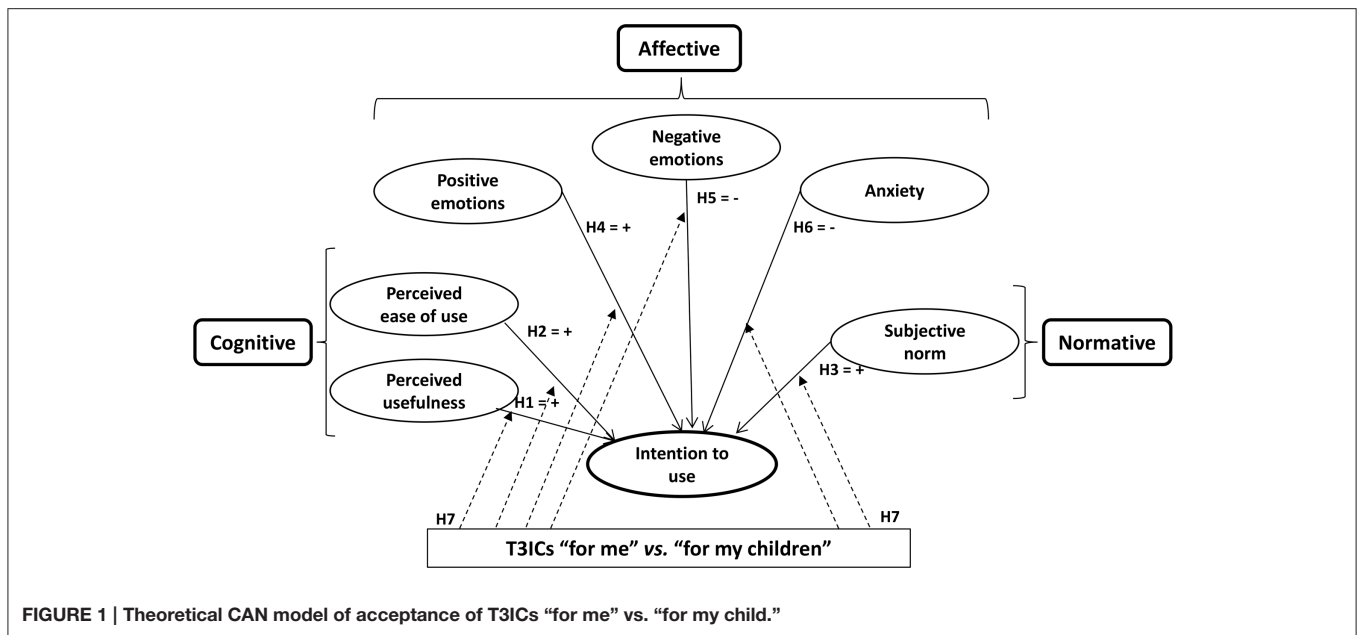 Affective
Negative
emotions
Positive
emotions
Anxiety
H5 = -
H4 = +
H6 = -
Perceived
ease of use
Subjective
norm
Cognitive
Normative
H2 = +
H3 = +
Perceived
usefulness
H1 = +
Intention to
use
H7
H7
T3ICs “for me” vs. “for my children”
FIGURE 1 | Theoretical CAN model of acceptance of T3ICs “for me” vs. “for my child.”